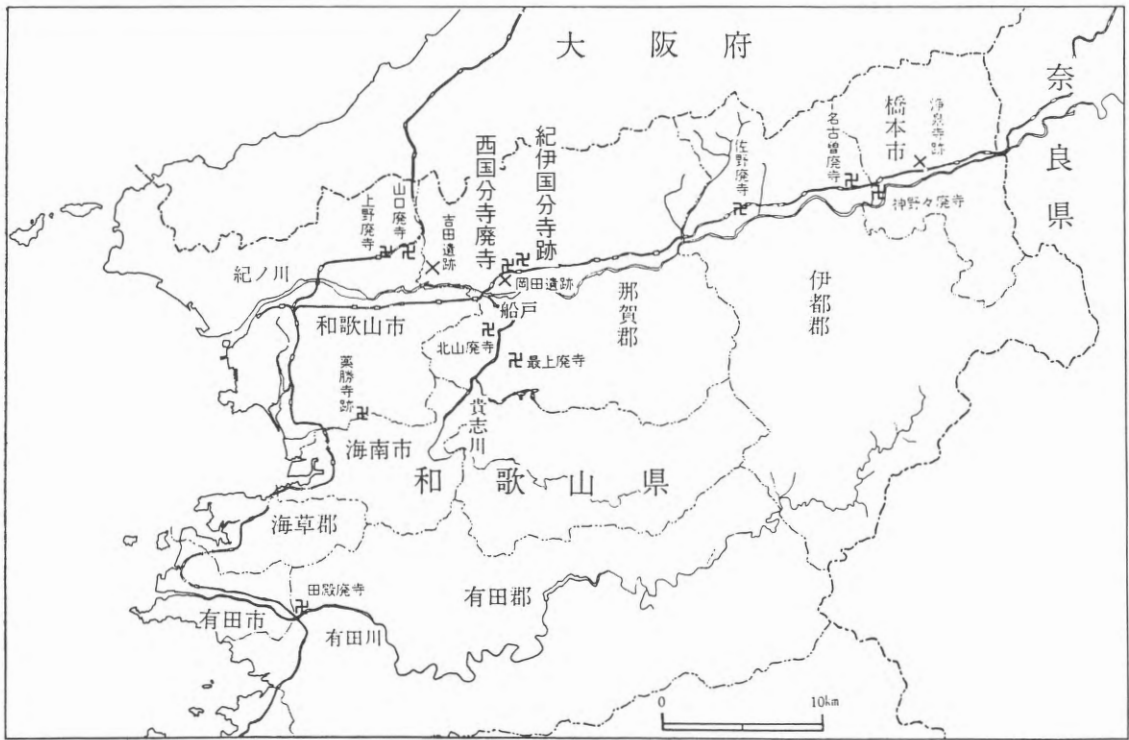 大阪府
奈良県
橋本市
浄泉寺跡
名古曽廃寺
神野々廃寺
佐野廃寺
紀伊国分寺跡
西国分寺廃寺
吉田遺跡
山口廃寺
上野廃寺
岡田遺跡
紀ノ川
船戸
那賀郡
伊都郡
和歌山市
北山廃寺
最上廃寺
薬勝寺跡
貴志川
海南市
和歌山県
海草郡
田殿廃寺
有田郡
有田市
有田川
0 10km